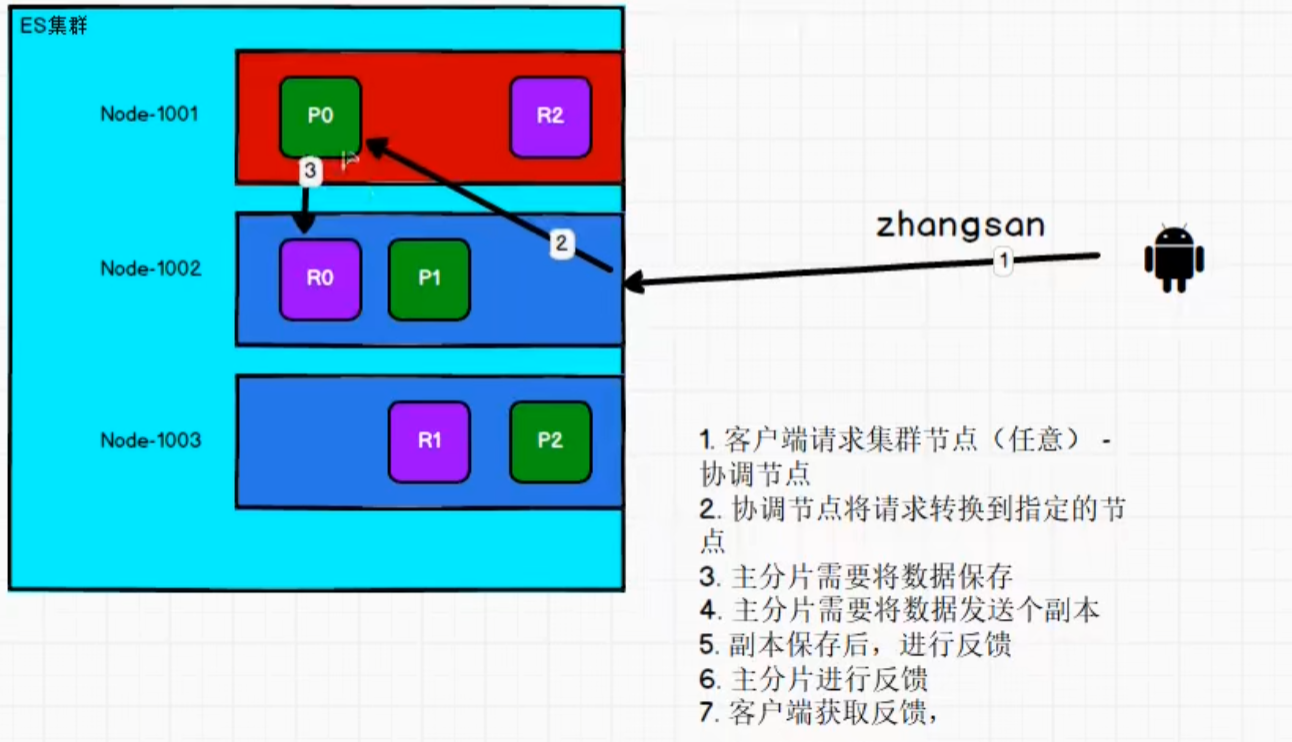 ES集群
Node-1001
P0
R2
3
2
Node-1002
R0
P1
zhangsan
1
Node-1003
R1
P2
1. 客户端请求集群节点（任意） -
协调节点
2. 协调节点将请求转换到指定的节
点
3. 主分片需要将数据保存
4. 主分片需要将数据发送个副本
5. 副本保存后，进行反馈
6. 主分片进行反馈
7. 客户端获取反馈，